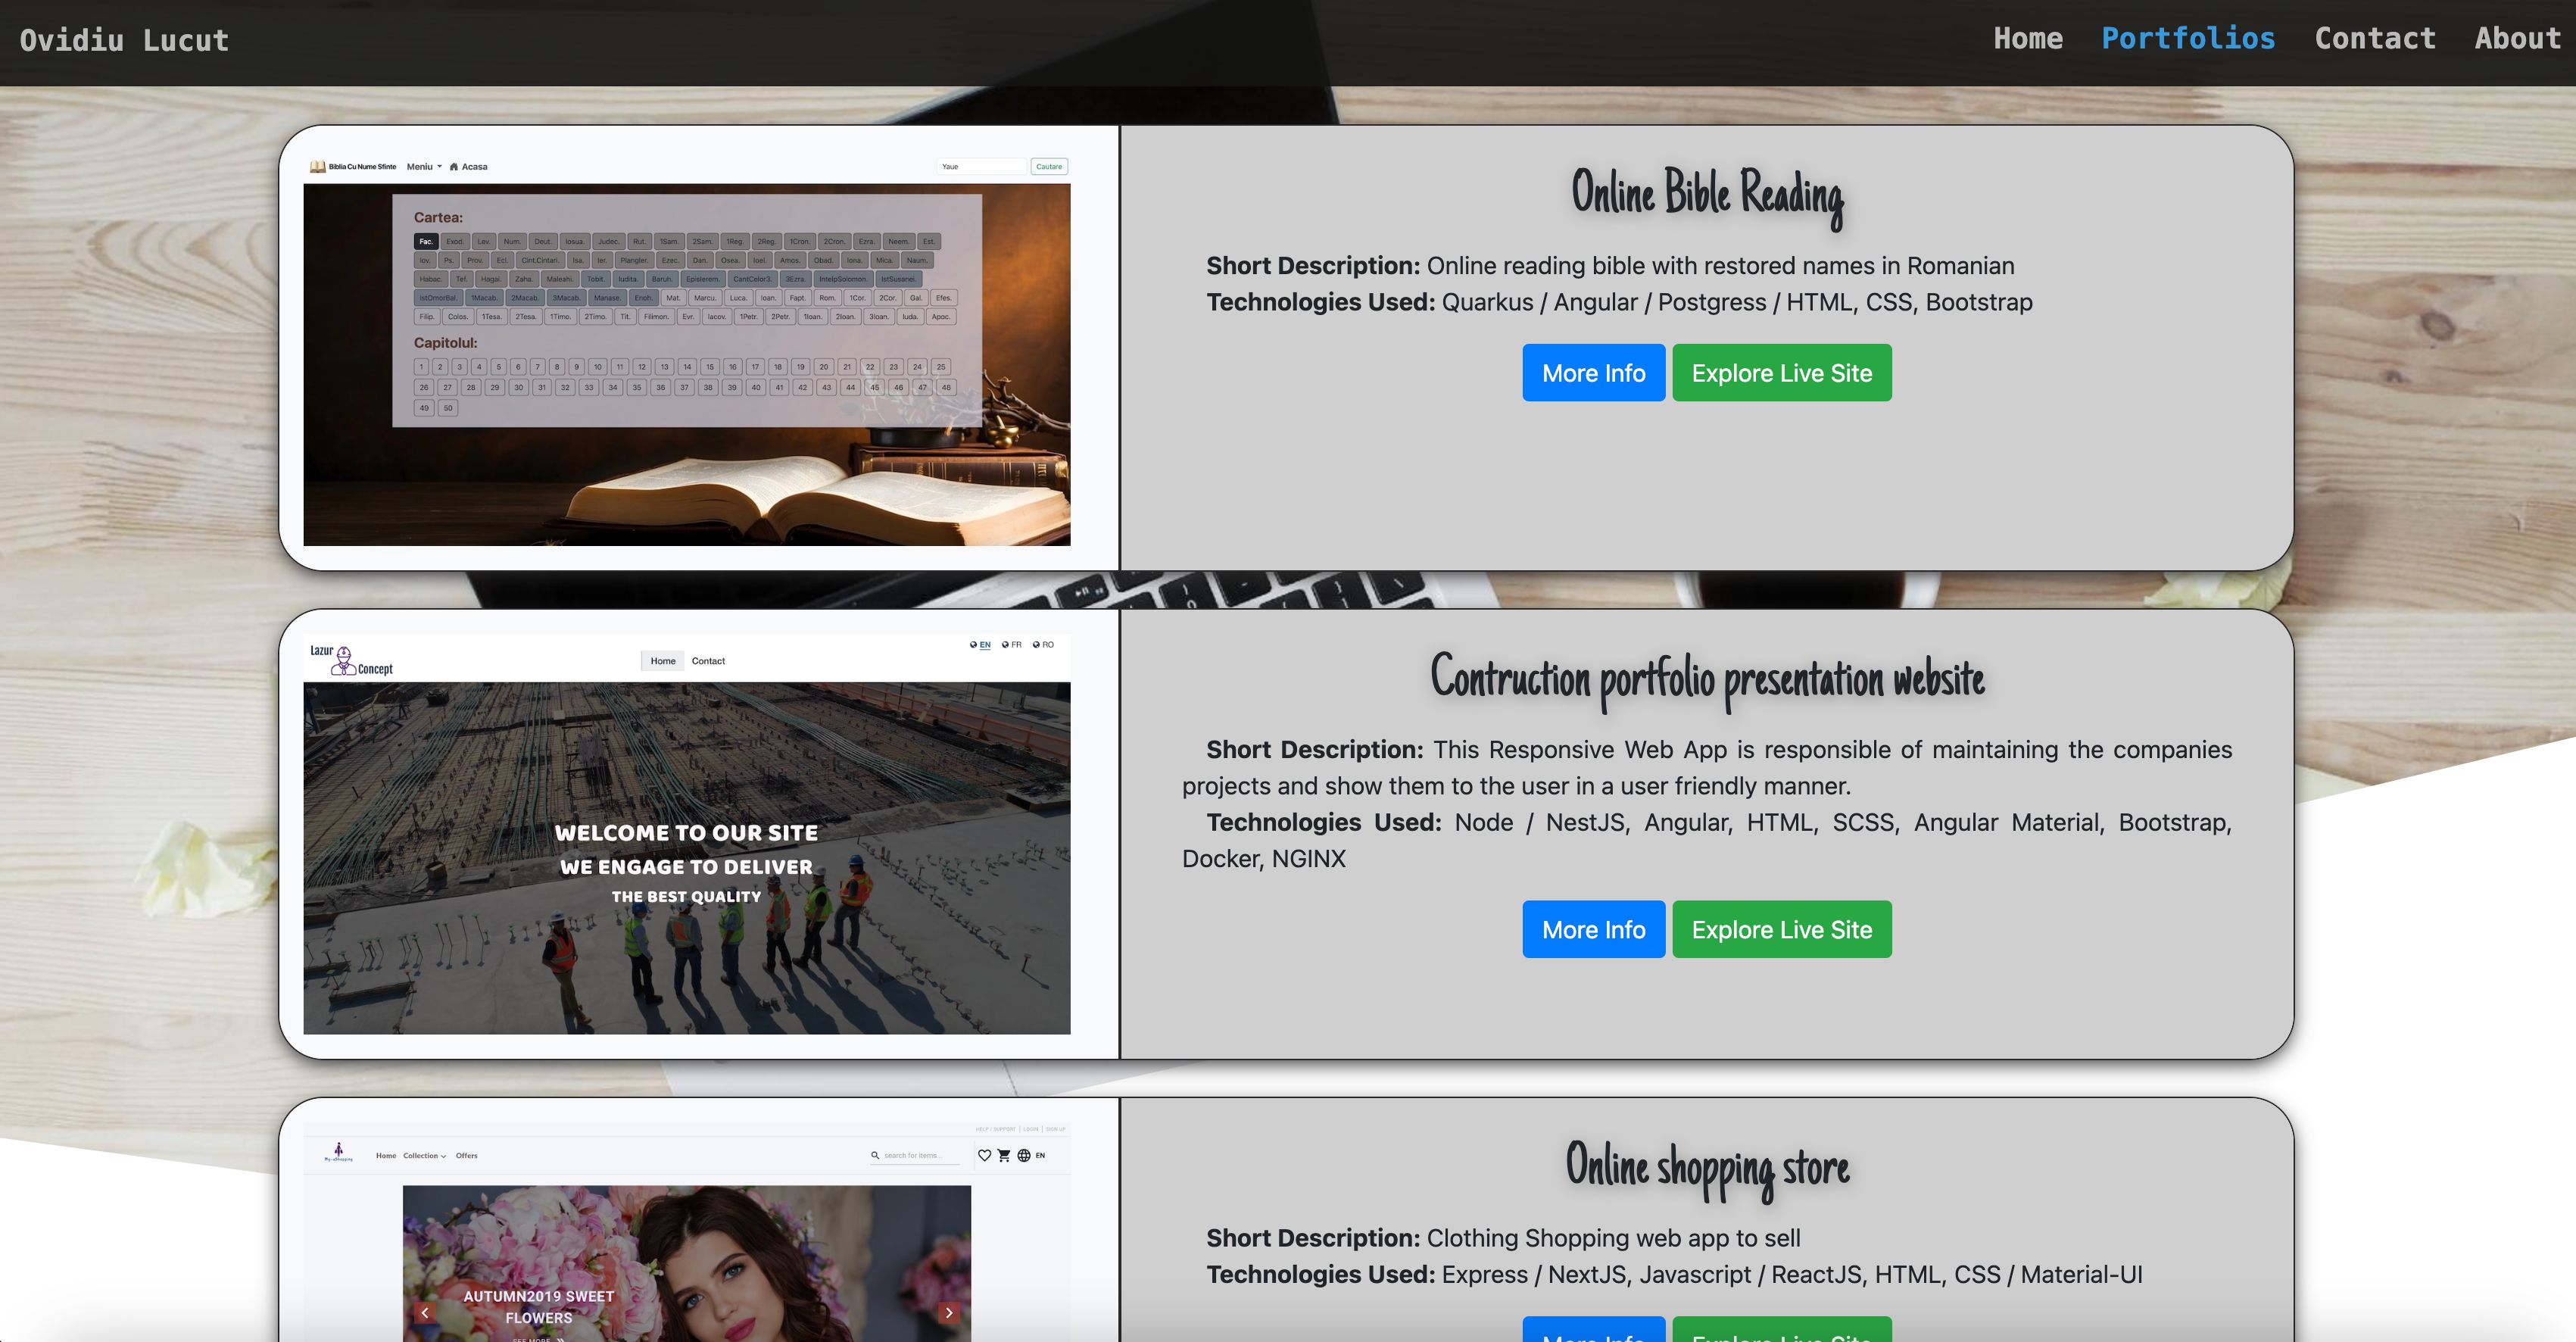 Ovidiu Lucut
Home Portfolios Contact About
Biblia Cu Nume Sfinte Meniu Acasa Yaue Cautare
Cartea:
Fac. Exod. Lev. Num. Deut. Iosua. Judec. Rut. 1Sam. 2Sam. 1Reg. 2Reg. 1Cron. 2Cron. Ezra. Neem. Est.
Iov. Ps. Prov. Ecl. Cint.Cintari. Isa. Ier. Plangler. Ezec. Dan. Osea. Ioel. Amos. Obad. Iona. Mica. Naum.
Habac. Tef. Hagai. Zaha. Maleahi. Tobit. Iudita. Baruh. EpisIerem. CantCelor3. 3Ezra. IntelpSolomon. IstSusanei.
IstOmorBal. 1Macab. 2Macab. 3Macab. Manase. Enoh. Mat. Marcu. Luca. Ioan. Fapt. Rom. 1Cor. 2Cor. Gal. Efes.
Filip. Colos. 1Tesa. 2Tesa. 1Timo. 2Timo. Tit. Filimon. Evr. Iacov. 1Petr. 2Petr. 1Ioan. 2Ioan. 3Ioan. Iuda. Apoc.
Capitolul:
1 2 3 4 5 6 7 8 9 10 11 12 13 14 15 16 17 18 19 20 21 22 23 24 25
26 27 28 29 30 31 32 33 34 35 36 37 38 39 40 41 42 43 44 45 46 47 48
49 50
Online Bible Reading
Short Description: Online reading bible with restored names in Romanian
Technologies Used: Quarkus / Angular / Postgress / HTML, CSS, Bootstrap
More Info Explore Live Site
Lazur Concept
Home Contact
EN FR RO
WELCOME TO OUR SITE
WE ENGAGE TO DELIVER
THE BEST QUALITY
Contruction portfolio presentation website
Short Description: This Responsive Web App is responsible of maintaining the companies
projects and show them to the user in a user friendly manner.
Technologies Used: Node / NestJS, Angular, HTML, SCSS, Angular Material, Bootstrap,
Docker, NGINX
More Info Explore Live Site
HELP / SUPPORT LOGIN SIGN UP
My-eShopping Home Collection Offers search for items... EN
AUTUMN2019 SWEET
FLOWERS
SEE MORE
Online shopping store
Short Description: Clothing Shopping web app to sell
Technologies Used: Express / NextJS, Javascript / ReactJS, HTML, CSS / Material-UI
More Info Explore Live Site